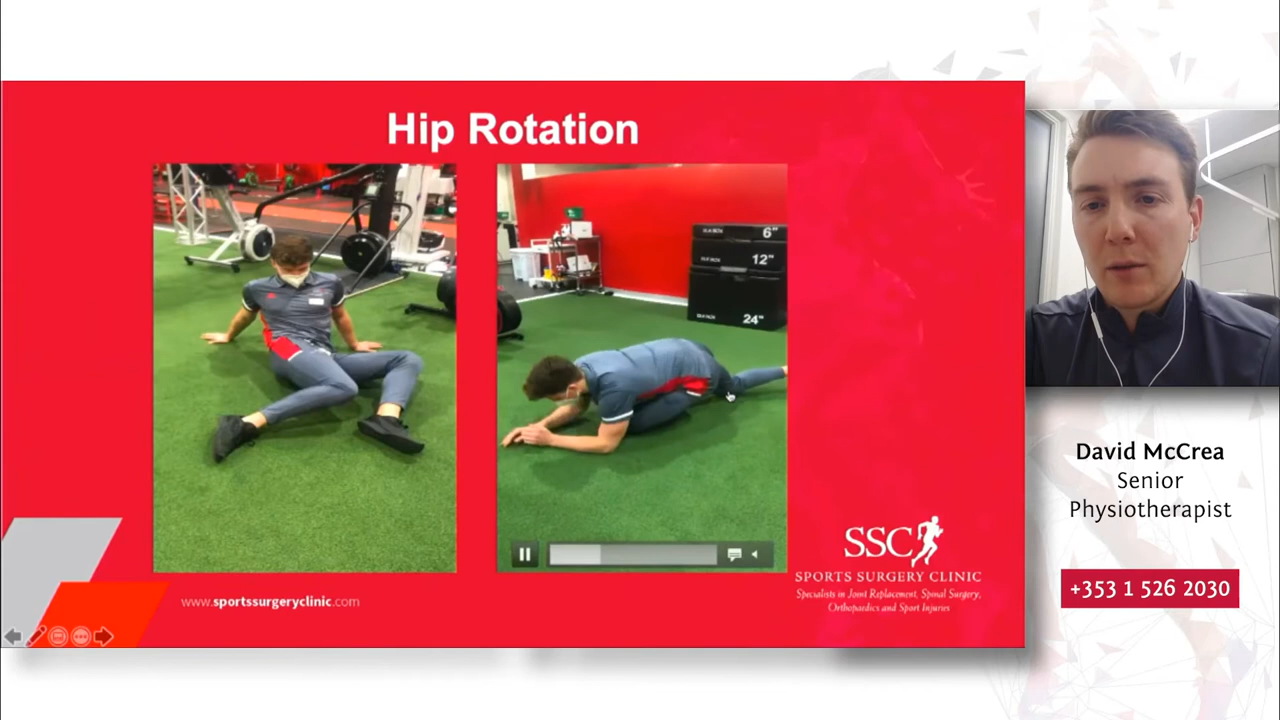 Hip Rotation
6"
12"
24"
SSC
SPORTS SURGERY CLINIC
Specialists in Joint Replacement, Spinal Surgery,
Orthopaedics and Sport Injuries
www.sportssurgeryclinic.com
David McCrea
Senior
Physiotherapist
+353 1 526 2030